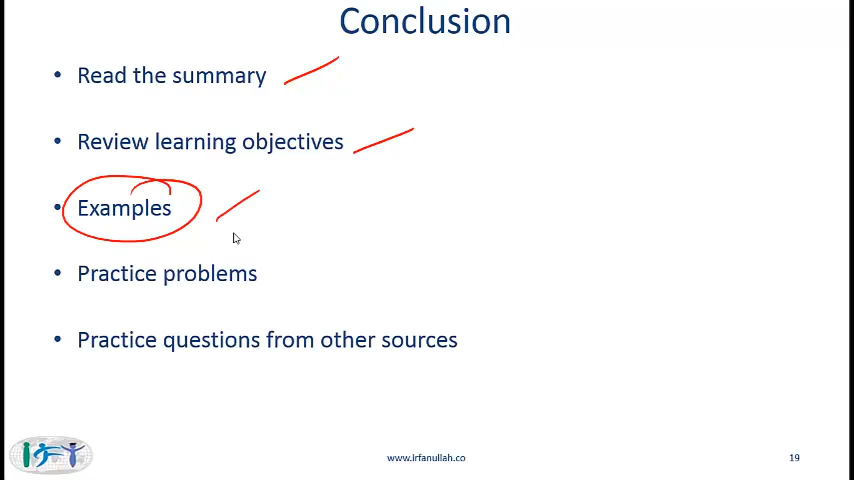 Conclusion
• Read the summary
• Review learning objectives
• Examples
• Practice problems
• Practice questions from other sources
www.irfanullah.co
19